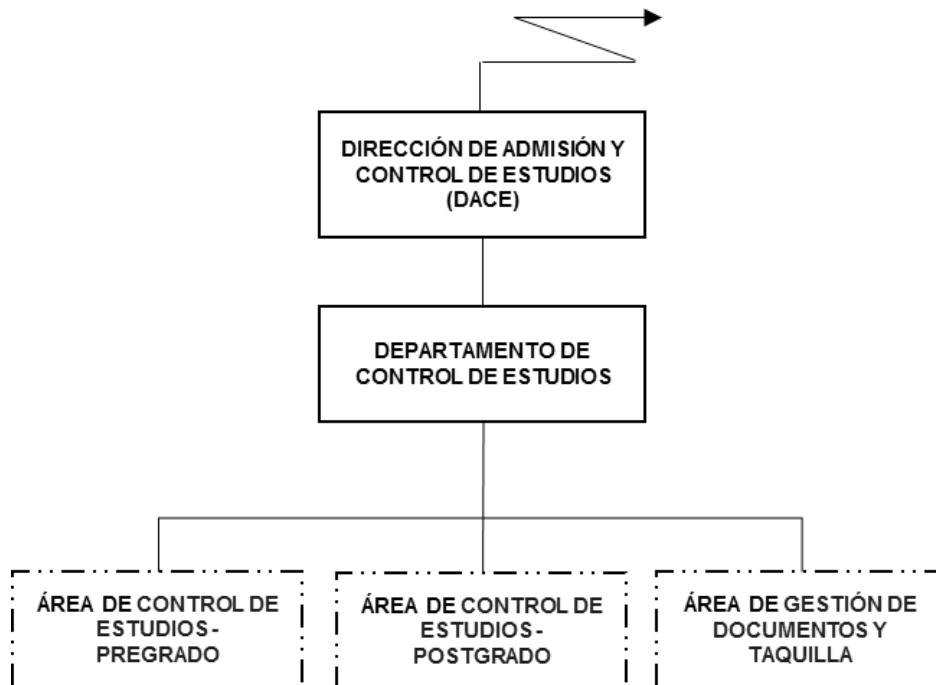 DIRECCIÓN DE ADMISIÓN Y
CONTROL DE ESTUDIOS
(DACE)
DEPARTAMENTO DE
CONTROL DE ESTUDIOS
ÁREA DE CONTROL DE
ESTUDIOS -
PREGRADO
ÁREA DE CONTROL DE
ESTUDIOS -
POSTGRADO
ÁREA DE GESTIÓN DE
DOCUMENTOS Y
TAQUILLA